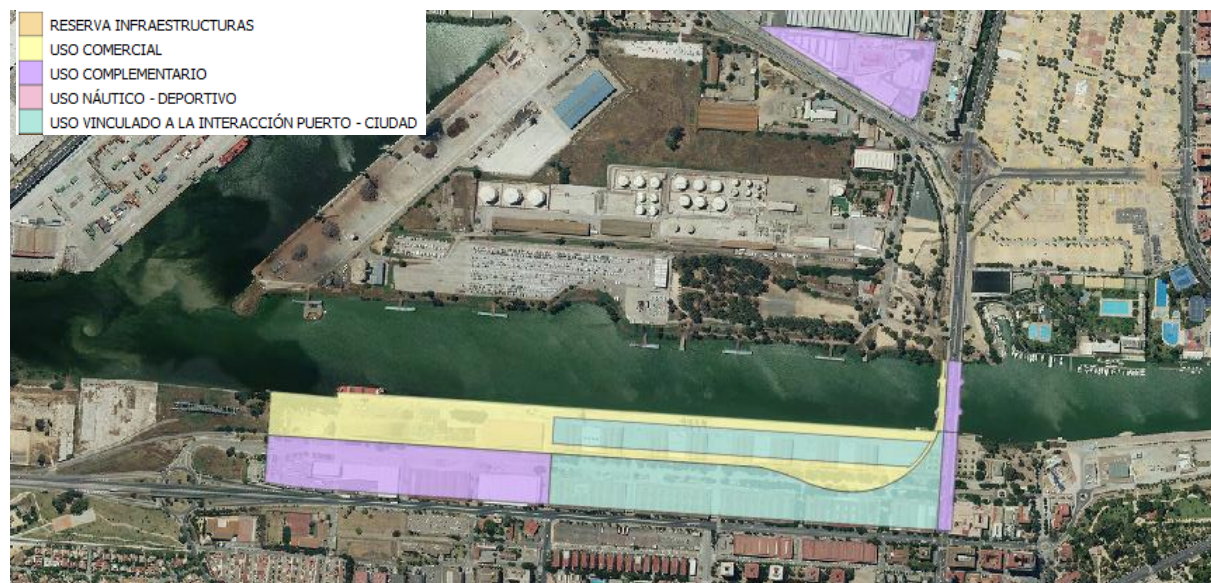 RESERVA INFRAESTRUCTURAS
USO COMERCIAL
USO COMPLEMENTARIO
USO NÁUTICO - DEPORTIVO
USO VINCULADO A LA INTERACCIÓN PUERTO - CIUDAD